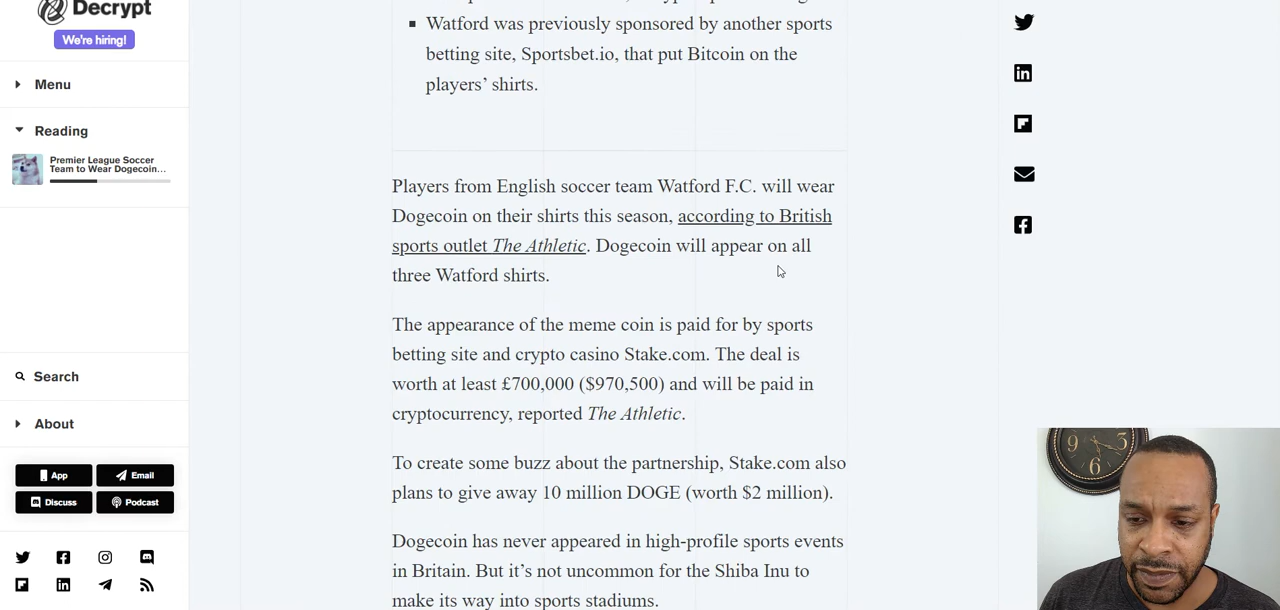 Decrypt
We're hiring!
Menu
Reading
Premier League Soccer
Team to Wear Dogecoin...
Search
About
App
Email
Discuss
Podcast
Watford was previously sponsored by another sports
betting site, Sportsbet.io, that put Bitcoin on the
players’ shirts.
Players from English soccer team Watford F.C. will wear
Dogecoin on their shirts this season, according to British
sports outlet The Athletic. Dogecoin will appear on all
three Watford shirts.
The appearance of the meme coin is paid for by sports
betting site and crypto casino Stake.com. The deal is
worth at least £700,000 ($970,500) and will be paid in
cryptocurrency, reported The Athletic.
To create some buzz about the partnership, Stake.com also
plans to give away 10 million DOGE (worth $2 million).
Dogecoin has never appeared in high-profile sports events
in Britain. But it’s not uncommon for the Shiba Inu to
make its way into sports stadiums.
9
3
6